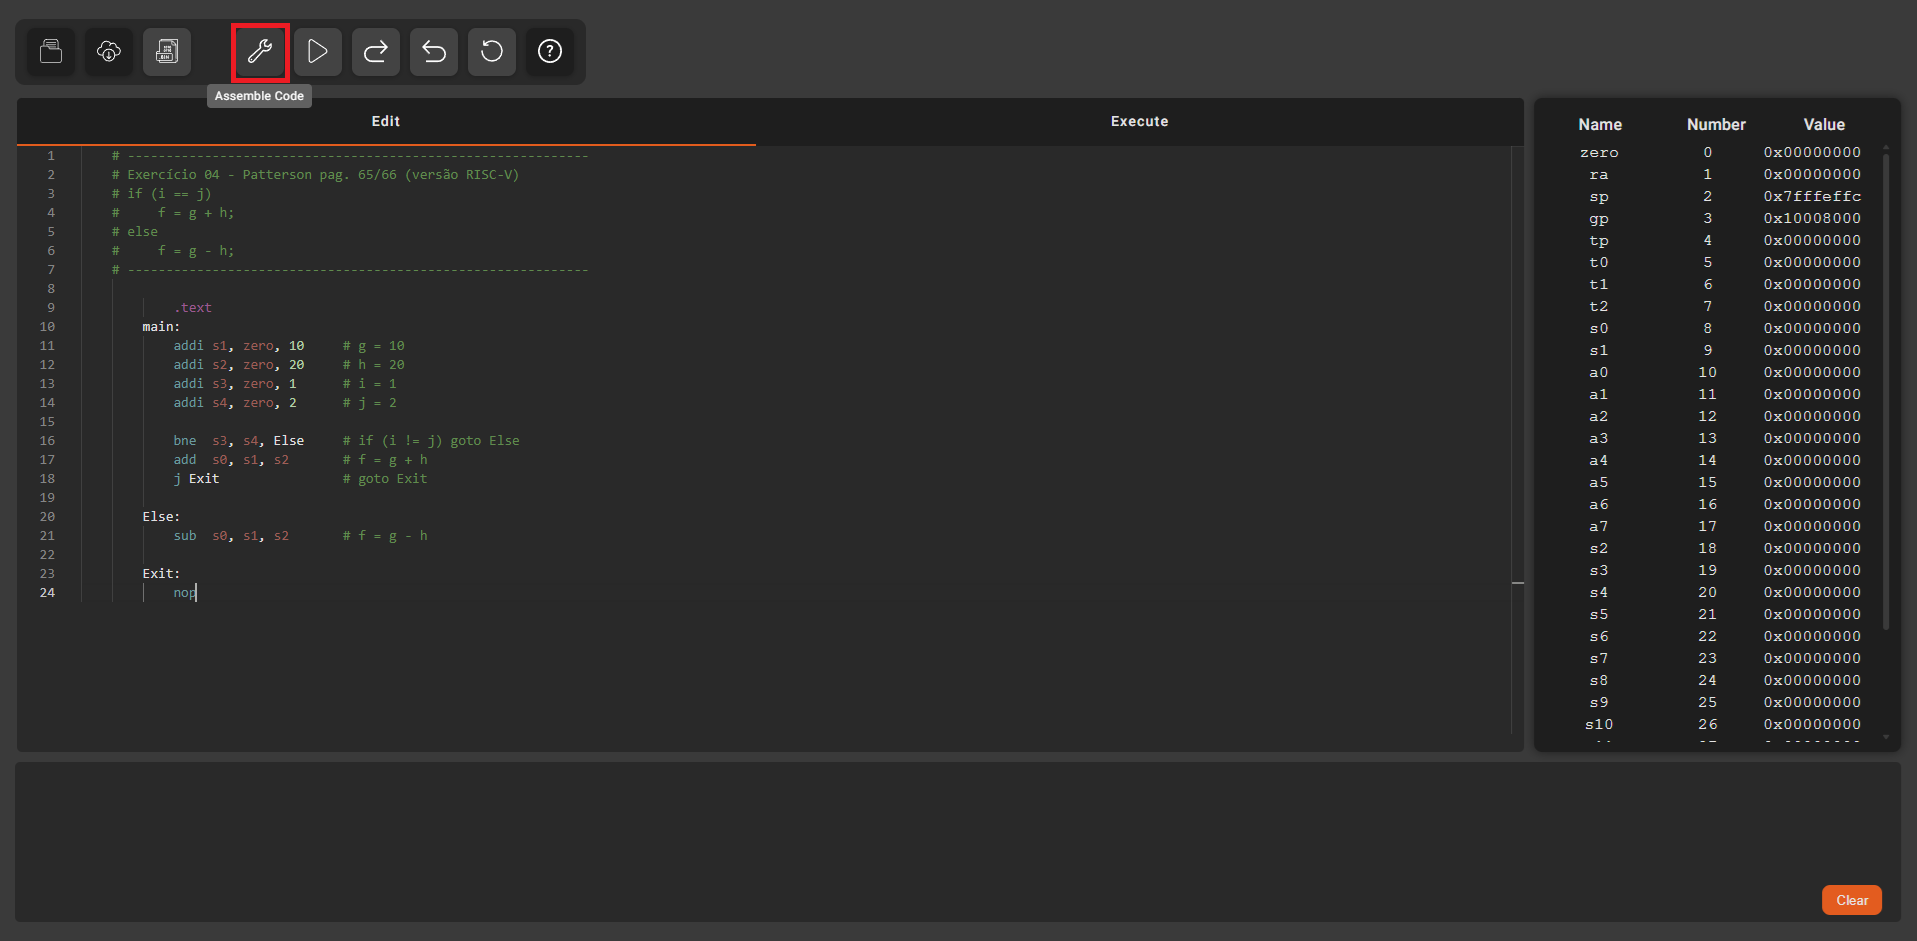 Assemble Code
Edit
Execute
1 # ------------------------------------------------------------
2 # Exercício 04 - Patterson pag. 65/66 (versão RISC-V)
3 # if (i == j)
4 #     f = g + h;
5 # else
6 #     f = g - h;
7 # ------------------------------------------------------------
8
9 .text
10 main:
11 addi s1, zero, 10     # g = 10
12 addi s2, zero, 20     # h = 20
13 addi s3, zero, 1      # i = 1
14 addi s4, zero, 2      # j = 2
15
16 bne  s3, s4, Else     # if (i != j) goto Else
17 add  s0, s1, s2       # f = g + h
18 j Exit                # goto Exit
19
20 Else:
21 sub  s0, s1, s2       # f = g - h
22
23 Exit:
24 nop
Name Number Value
zero 0 0x00000000
ra 1 0x00000000
sp 2 0x7fffeffc
gp 3 0x10008000
tp 4 0x00000000
t0 5 0x00000000
t1 6 0x00000000
t2 7 0x00000000
s0 8 0x00000000
s1 9 0x00000000
a0 10 0x00000000
a1 11 0x00000000
a2 12 0x00000000
a3 13 0x00000000
a4 14 0x00000000
a5 15 0x00000000
a6 16 0x00000000
a7 17 0x00000000
s2 18 0x00000000
s3 19 0x00000000
s4 20 0x00000000
s5 21 0x00000000
s6 22 0x00000000
s7 23 0x00000000
s8 24 0x00000000
s9 25 0x00000000
s10 26 0x00000000
Clear